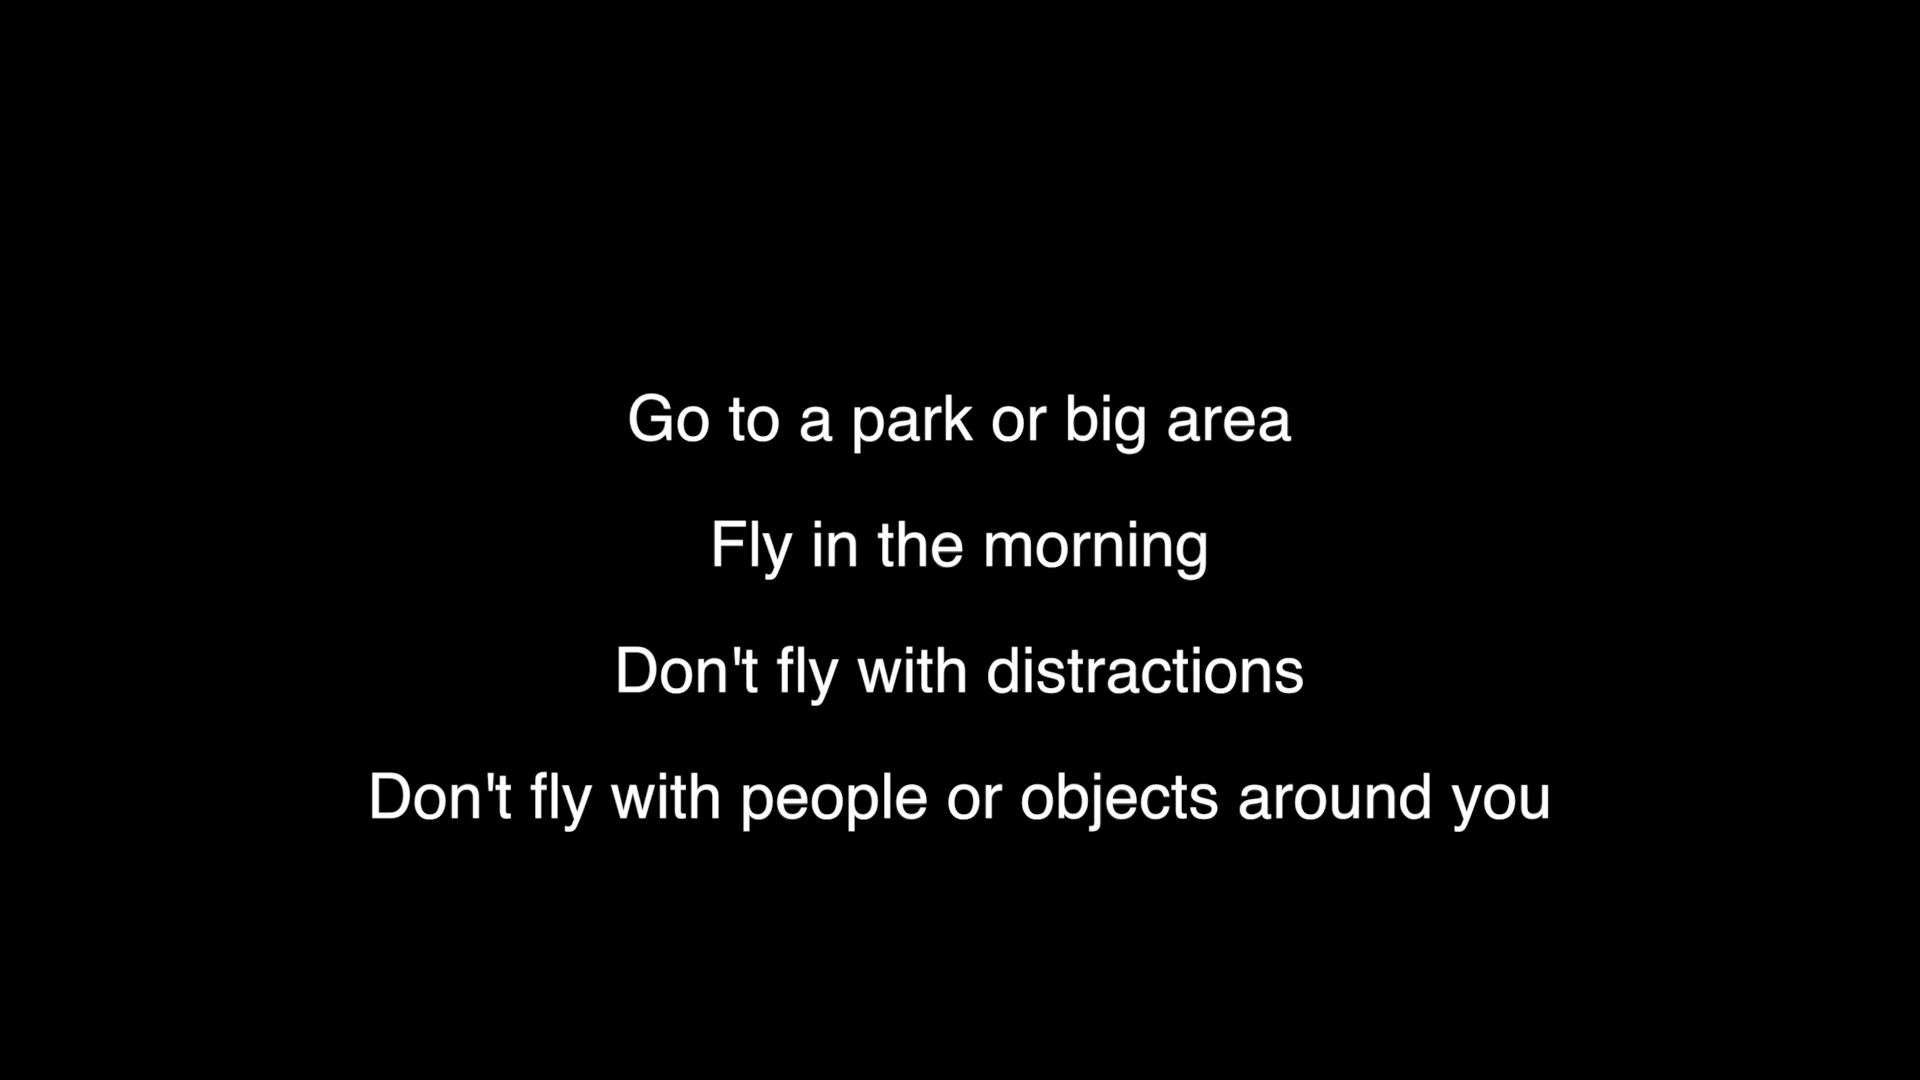 Go to a park or big area
Fly in the morning
Don't fly with distractions
Don't fly with people or objects around you